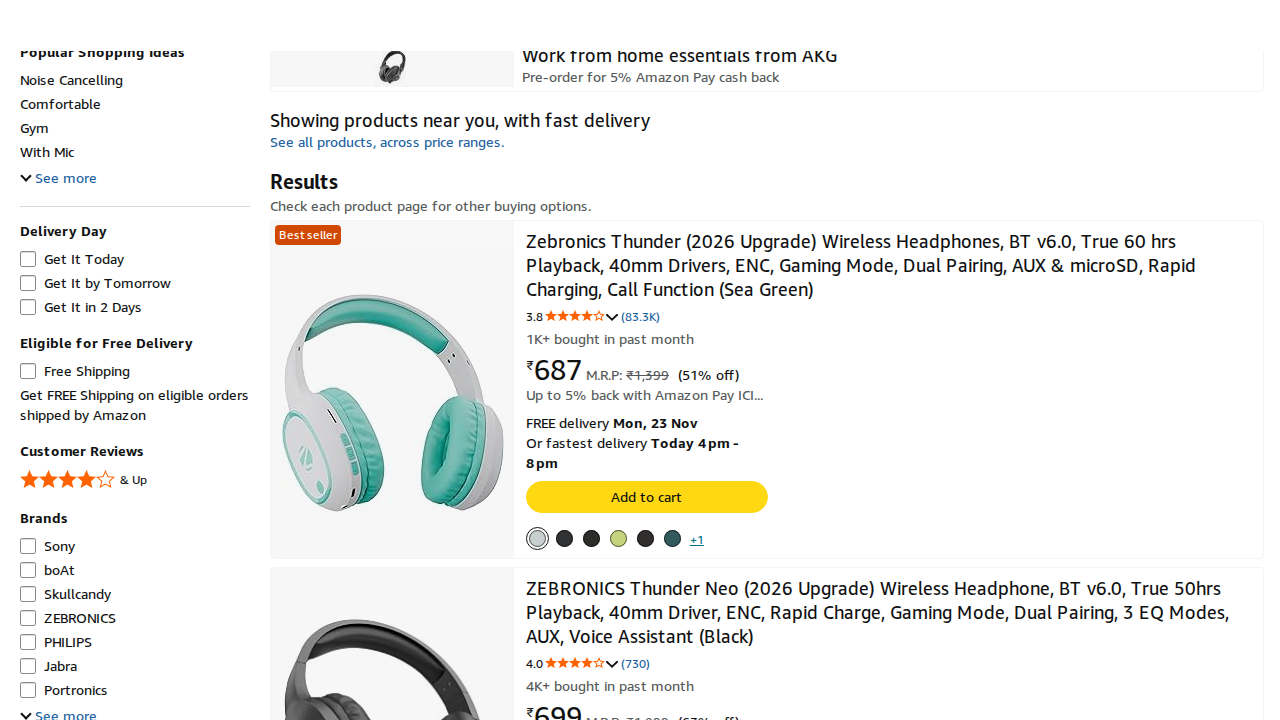 Popular Shopping Ideas
Noise Cancelling
Comfortable
Gym
With Mic
See more
Delivery Day
Get It Today
Get It by Tomorrow
Get It in 2 Days
Eligible for Free Delivery
Free Shipping
Get FREE Shipping on eligible orders
shipped by Amazon
Customer Reviews
& Up
Brands
Sony
boAt
Skullcandy
ZEBRONICS
PHILIPS
Jabra
Portronics
See more
Work from home essentials from AKG
Pre-order for 5% Amazon Pay cash back
Showing products near you, with fast delivery
See all products, across price ranges.
Results
Check each product page for other buying options.
Best seller
Zebronics Thunder (2026 Upgrade) Wireless Headphones, BT v6.0, True 60 hrs
Playback, 40mm Drivers, ENC, Gaming Mode, Dual Pairing, AUX & microSD, Rapid
Charging, Call Function (Sea Green)
3.8 (83.3K)
1K+ bought in past month
₹687 M.R.P: ₹1,399 (51% off)
Up to 5% back with Amazon Pay ICI...
FREE delivery Mon, 23 Nov
Or fastest delivery Today 4 pm -
8 pm
Add to cart
+1
ZEBRONICS Thunder Neo (2026 Upgrade) Wireless Headphone, BT v6.0, True 50hrs
Playback, 40mm Driver, ENC, Rapid Charge, Gaming Mode, Dual Pairing, 3 EQ Modes,
AUX, Voice Assistant (Black)
4.0 (730)
4K+ bought in past month
₹699 M.R.P: